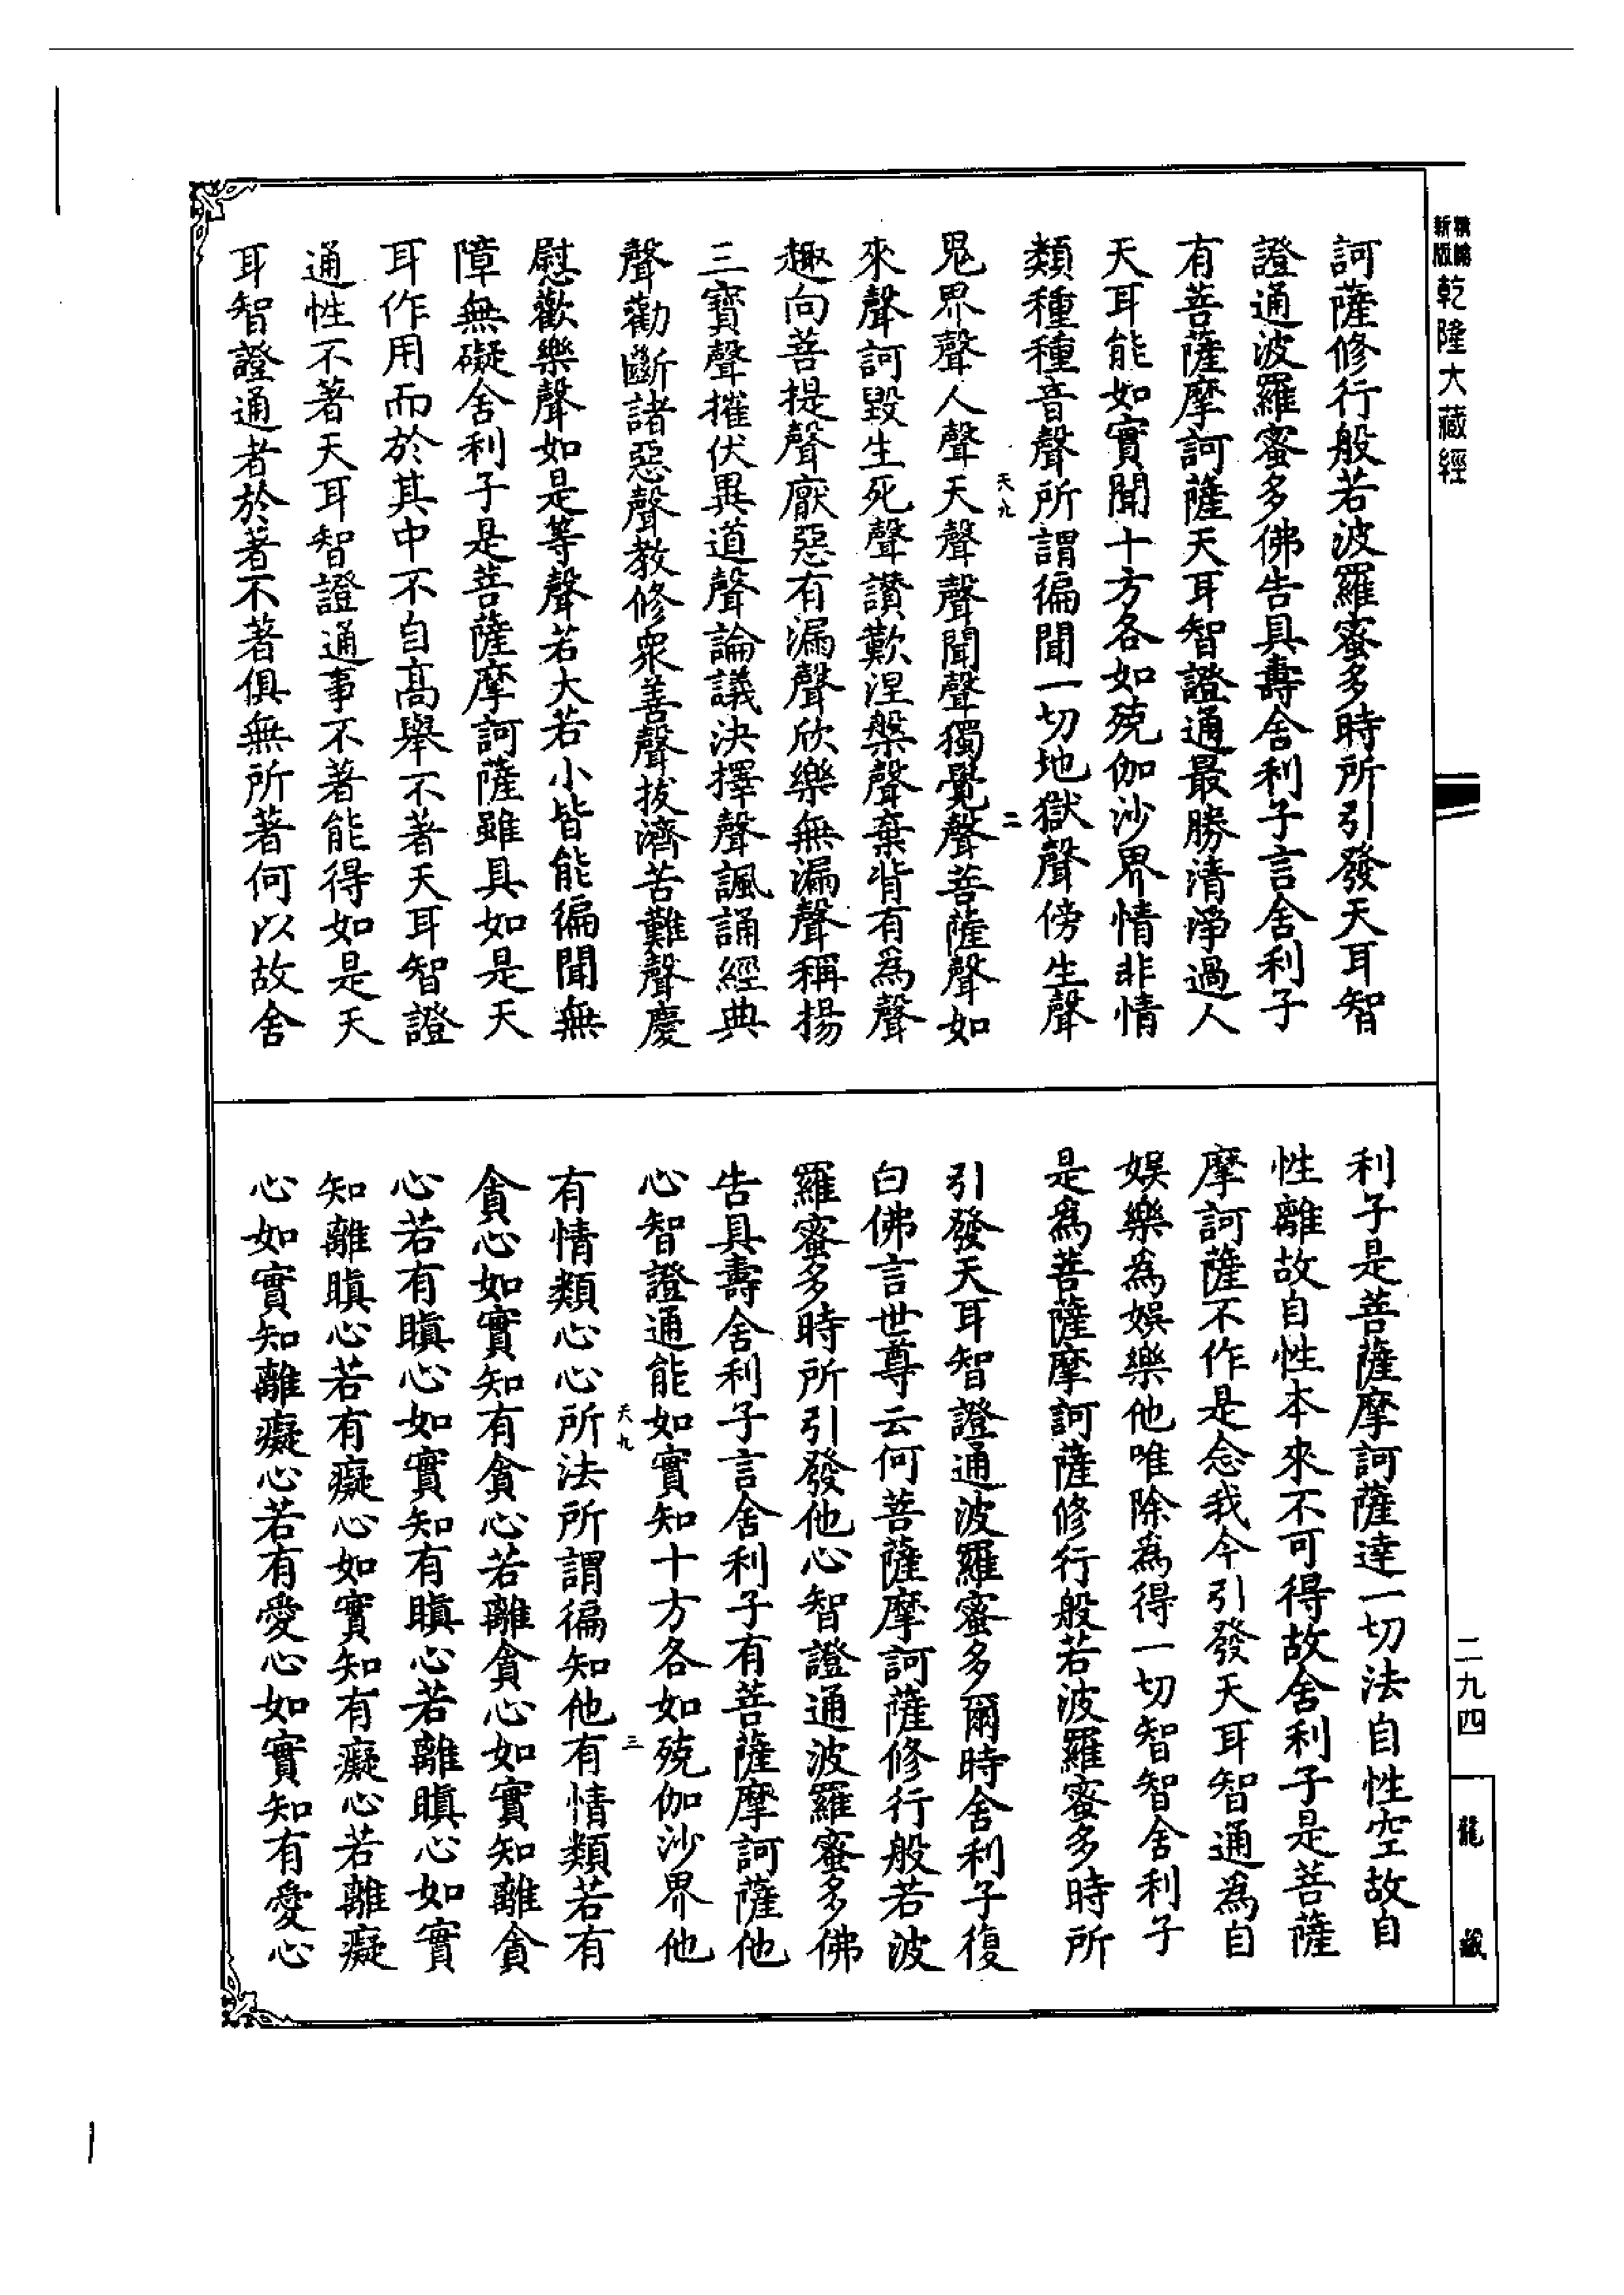 新版
精縮
乾隆大藏經
訶薩修行般若波羅蜜多時所引發天耳智
證通波羅蜜多佛告具壽舍利子言舍利子
有菩薩摩訶薩天耳智證通最勝清淨過人
天耳能如實聞十方各如殑伽沙界情非情
類種種音聲所謂徧聞一切地獄聲傍生聲
天九
二
鬼界聲人聲天聲聲聞聲獨覺聲菩薩聲如
來聲訶毀生死聲讚歎涅槃聲棄背有為聲
趣向菩提聲厭惡有漏聲欣樂無漏聲稱揚
三寶聲摧伏異道聲論議決擇聲諷誦經典
聲勸斷諸惡聲教修眾善聲拔濟苦難聲慶
慰歡樂聲如是等聲若大若小皆能徧聞無
障無礙舍利子是菩薩摩訶薩雖具如是天
耳作用而於其中不自高舉不著天耳智證
通性不著天耳智證通事不著能得如是天
耳智證通者於著不著俱無所著何以故舍
利子是菩薩摩訶薩達一切法自性空故自
性離故自性本來不可得故舍利子是菩薩
摩訶薩不作是念我今引發天耳智通為自
娛樂為娛樂他唯除為得一切智智舍利子
是為菩薩摩訶薩修行般若波羅蜜多時所
引發天耳智證通波羅蜜多爾時舍利子復
白佛言世尊云何菩薩摩訶薩修行般若波
羅蜜多時所引發他心智證通波羅蜜多佛
告具壽舍利子言舍利子有菩薩摩訶薩他
心智證通能如實知十方各如殑伽沙界他
天九
三
有情類心心所法所謂徧知他有情類若有
貪心如實知有貪心若離貪心如實知離貪
心若有瞋心如實知有瞋心若離瞋心如實
知離瞋心若有癡心如實知有癡心若離癡
心如實知離癡心若有愛心如實知有愛心
二九四
龍藏